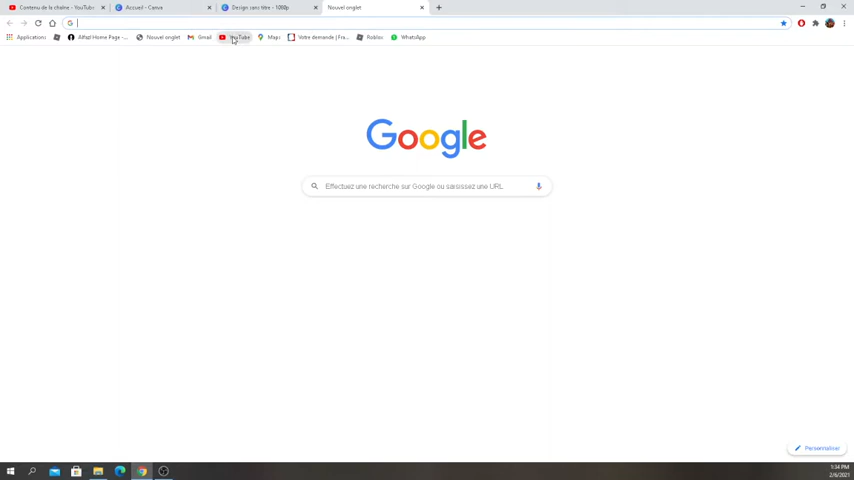 Contenu de la chaîne - YouTube
Accueil - Canva
Design sans titre - 1080p
Nouvel onglet
Applications
Alfazl Home Page -...
Nouvel onglet
Gmail
YouTube
Maps
Votre demande | Fra...
Roblox
WhatsApp
Google
Effectuez une recherche sur Google ou saisissez une URL
Personnaliser
1:34 PM
2/6/2021